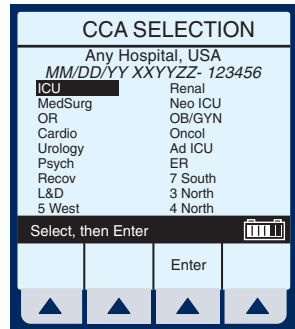 CCA SELECTION
Any Hospital, USA
MM/DD/YY XXYYZZ- 123456
ICU Renal
MedSurg Neo ICU
OR OB/GYN
Cardio Oncol
Urology Ad ICU
Psych ER
Recov 7 South
L&D 3 North
5 West 4 North
Select, then Enter
Enter